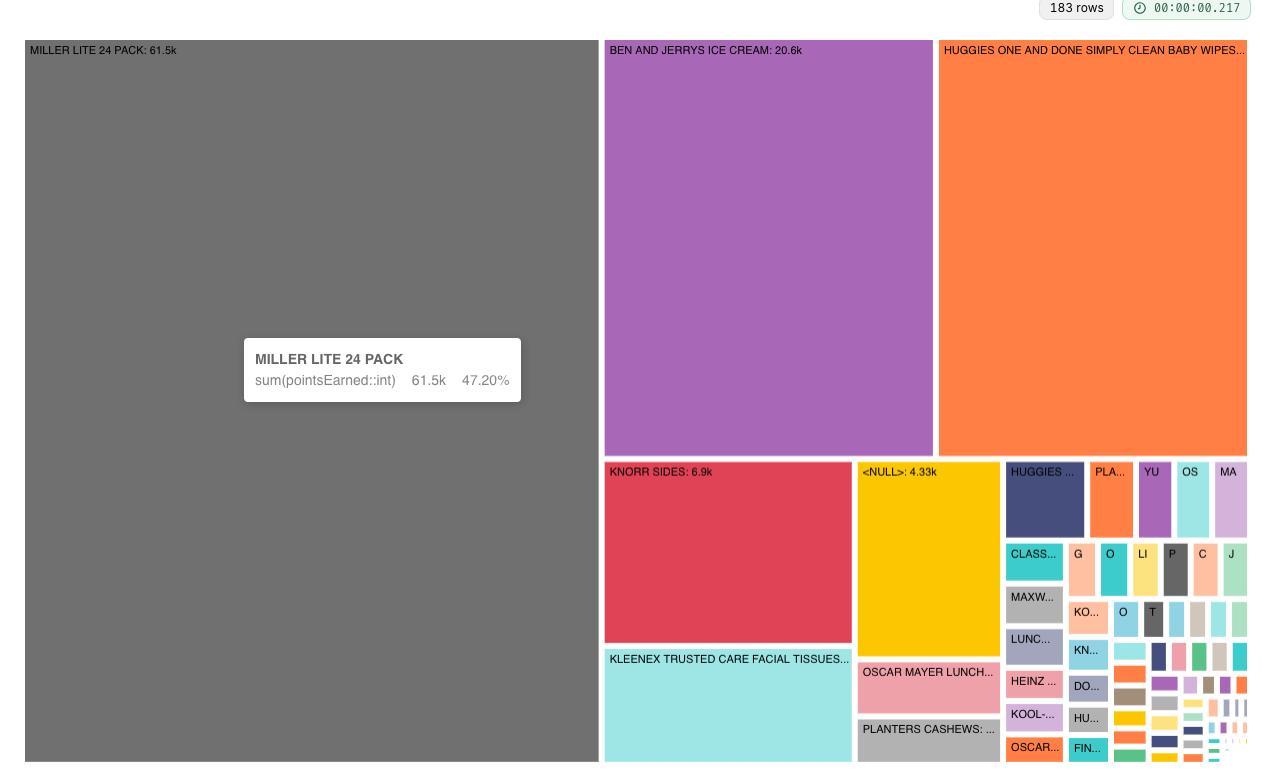 183 rows
00:00:00.217
MILLER LITE 24 PACK: 61.5k
BEN AND JERRYS ICE CREAM: 20.6k
HUGGIES ONE AND DONE SIMPLY CLEAN BABY WIPES...
MILLER LITE 24 PACK
sum(pointsEarned::int) 61.5k 47.20%
KNORR SIDES: 6.9k
<NULL>: 4.33k
HUGGIES ...
PLA...
YU
OS
MA
CLASS...
G
O
LI
P
C
J
MAXW...
KO...
O
T
LUNC...
KN...
KLEENEX TRUSTED CARE FACIAL TISSUES...
OSCAR MAYER LUNCH...
HEINZ ...
DO...
KOOL-...
HU...
PLANTERS CASHEWS: ...
OSCAR...
FIN...